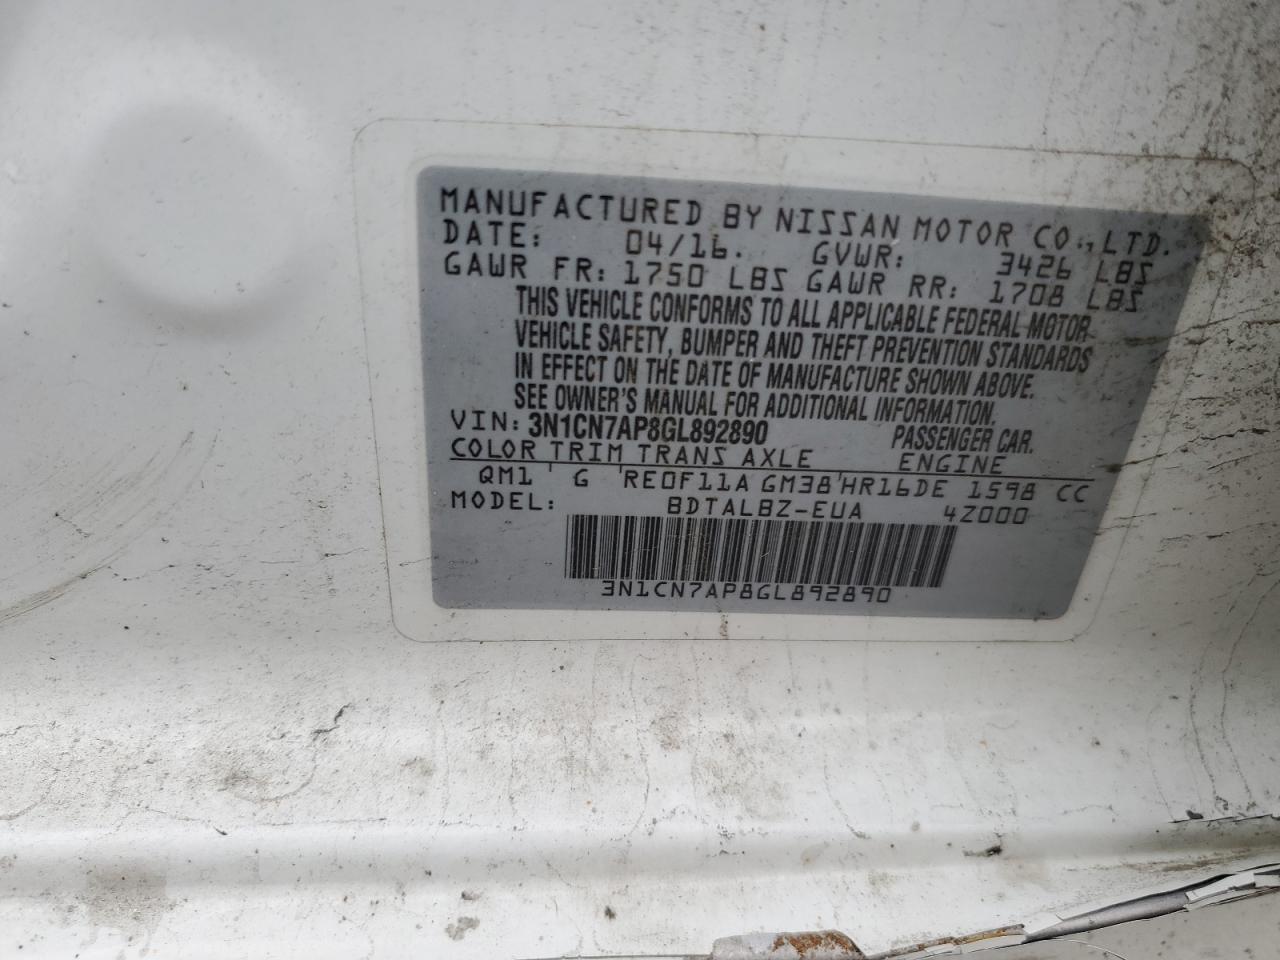 MANUFACTURED BY NISSAN MOTOR CO., LTD.
DATE: 04/16. GVWR: 3426 LBS
GAWR FR: 1750 LBS GAWR RR: 1708 LBS
THIS VEHICLE CONFORMS TO ALL APPLICABLE FEDERAL MOTOR
VEHICLE SAFETY, BUMPER AND THEFT PREVENTION STANDARDS
IN EFFECT ON THE DATE OF MANUFACTURE SHOWN ABOVE.
SEE OWNER'S MANUAL FOR ADDITIONAL INFORMATION.
VIN: 3N1CN7AP8GL892890 PASSENGER CAR.
COLOR TRIM TRANS AXLE ENGINE
QM1 ' G 'RE0F11A GM38'HR16DE 1598 CC
MODEL: BDTALBZ-EUA 4Z000
3N1CN7AP8GL892890